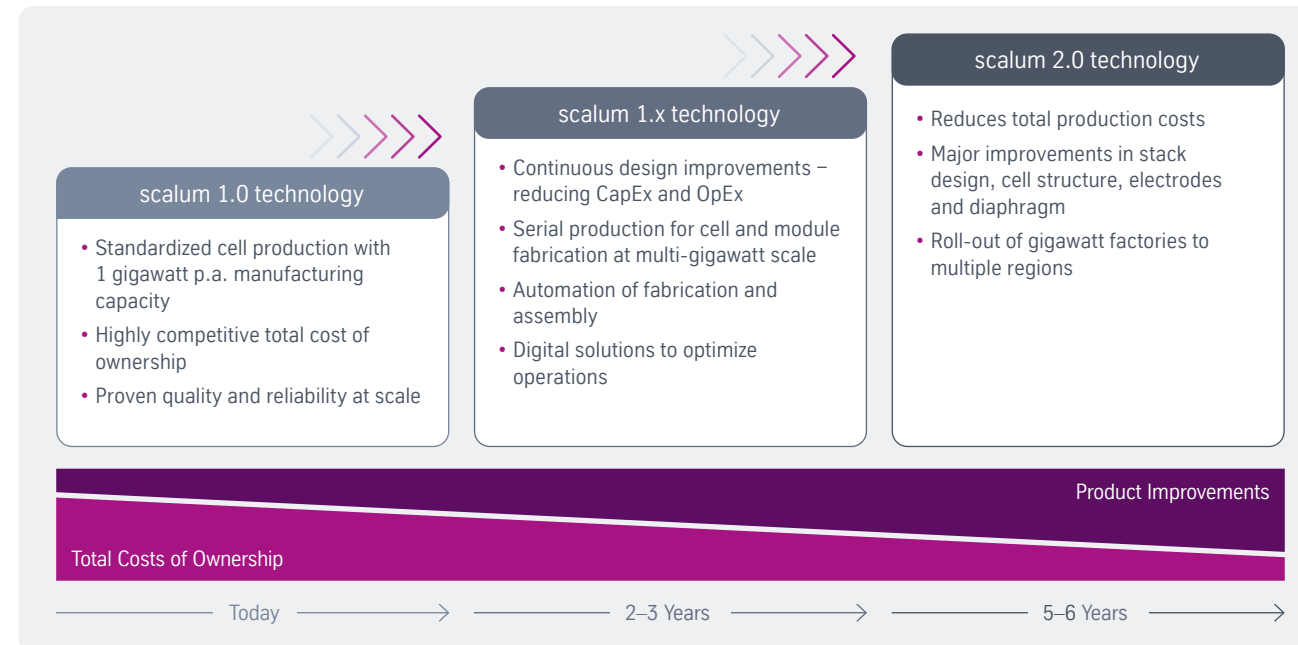 scalum 1.0 technology
• Standardized cell production with
1 gigawatt p.a. manufacturing
capacity
• Highly competitive total cost of
ownership
• Proven quality and reliability at scale
scalum 1.x technology
• Continuous design improvements –
reducing CapEx and OpEx
• Serial production for cell and module
fabrication at multi-gigawatt scale
• Automation of fabrication and
assembly
• Digital solutions to optimize
operations
scalum 2.0 technology
• Reduces total production costs
• Major improvements in stack
design, cell structure, electrodes
and diaphragm
• Roll-out of gigawatt factories to
multiple regions
Product Improvements
Total Costs of Ownership
Today
2–3 Years
5–6 Years